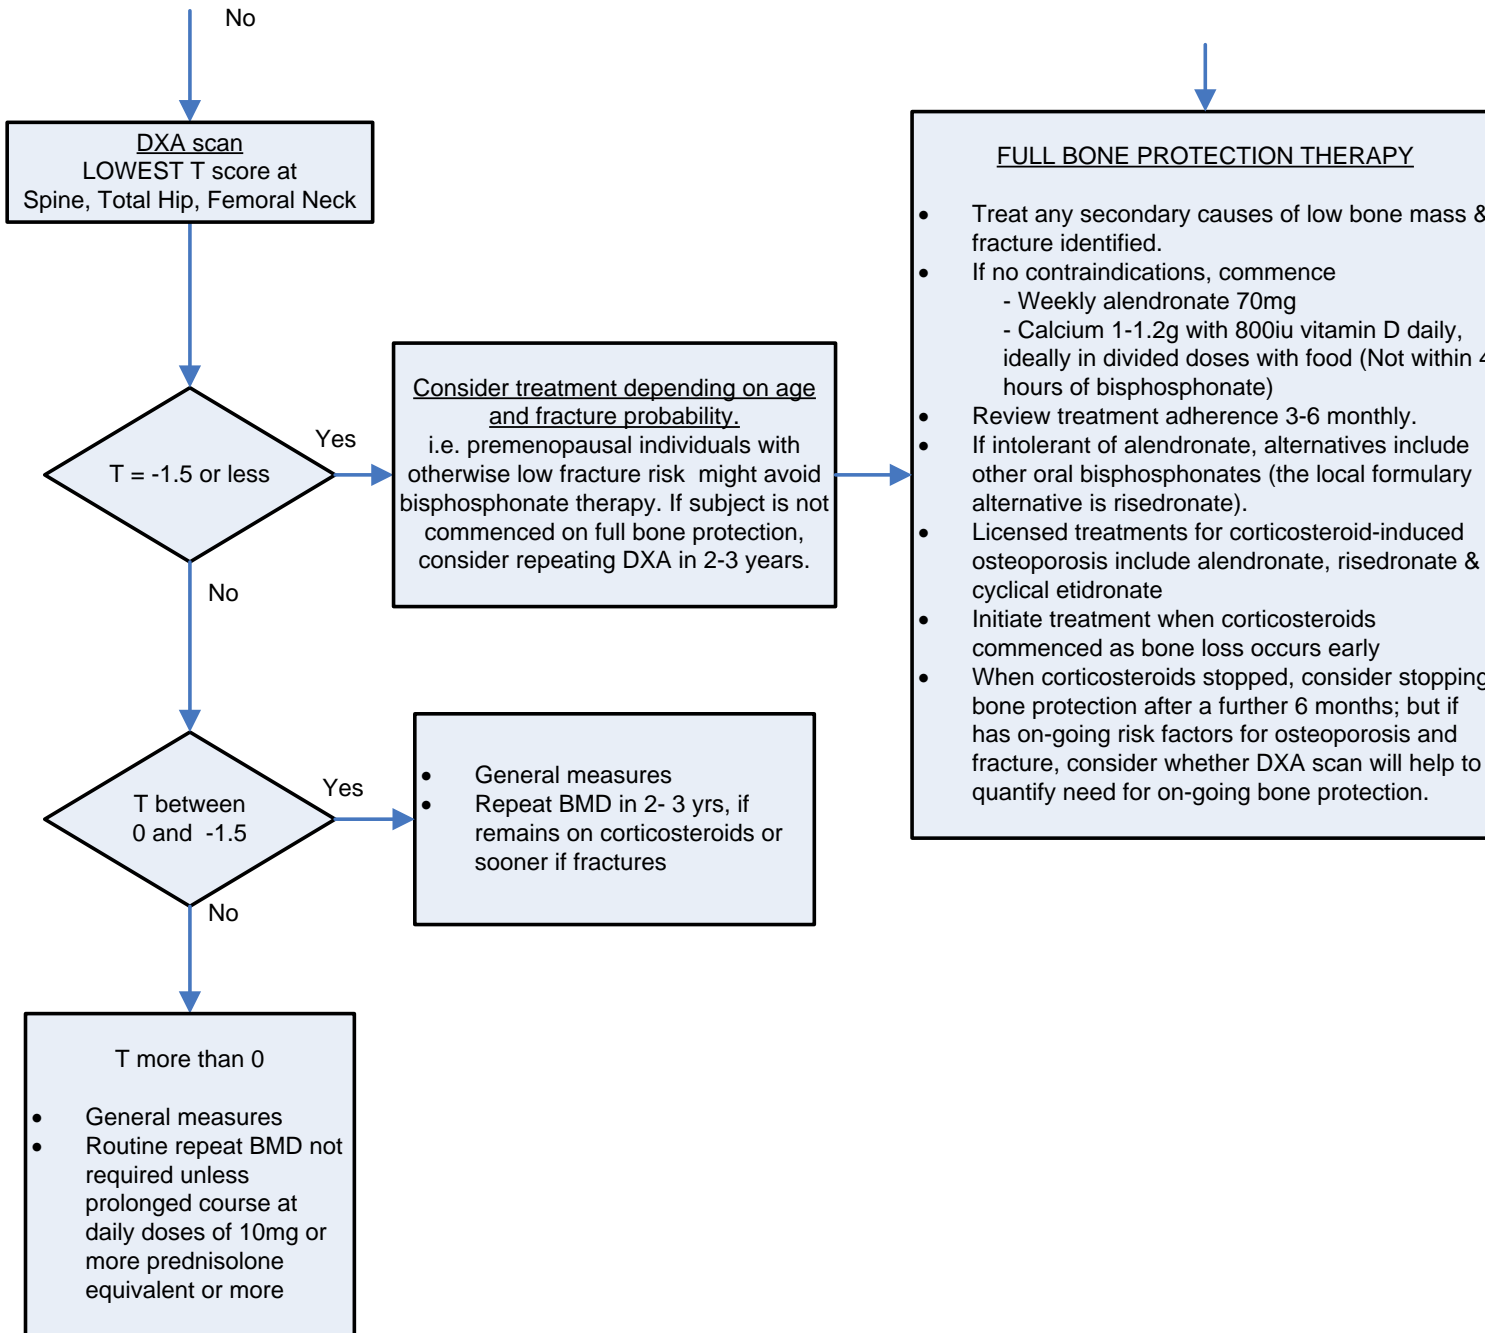 No
DXA scan
LOWEST T score at
Spine, Total Hip, Femoral Neck
T = -1.5 or less
Yes
No
Consider treatment depending on age
and fracture probability.
i.e. premenopausal individuals with
otherwise low fracture risk might avoid
bisphosphonate therapy. If subject is not
commenced on full bone protection,
consider repeating DXA in 2-3 years.
FULL BONE PROTECTION THERAPY
• Treat any secondary causes of low bone mass &
fracture identified.
• If no contraindications, commence
- Weekly alendronate 70mg
- Calcium 1-1.2g with 800iu vitamin D daily,
ideally in divided doses with food (Not within 4
hours of bisphosphonate)
• Review treatment adherence 3-6 monthly.
• If intolerant of alendronate, alternatives include
other oral bisphosphonates (the local formulary
alternative is risedronate).
• Licensed treatments for corticosteroid-induced
osteoporosis include alendronate, risedronate &
cyclical etidronate
• Initiate treatment when corticosteroids
commenced as bone loss occurs early
• When corticosteroids stopped, consider stopping
bone protection after a further 6 months; but if
has on-going risk factors for osteoporosis and
fracture, consider whether DXA scan will help to
quantify need for on-going bone protection.
T between
0 and -1.5
Yes
No
• General measures
• Repeat BMD in 2- 3 yrs, if
remains on corticosteroids or
sooner if fractures
T more than 0
• General measures
• Routine repeat BMD not
required unless
prolonged course at
daily doses of 10mg or
more prednisolone
equivalent or more